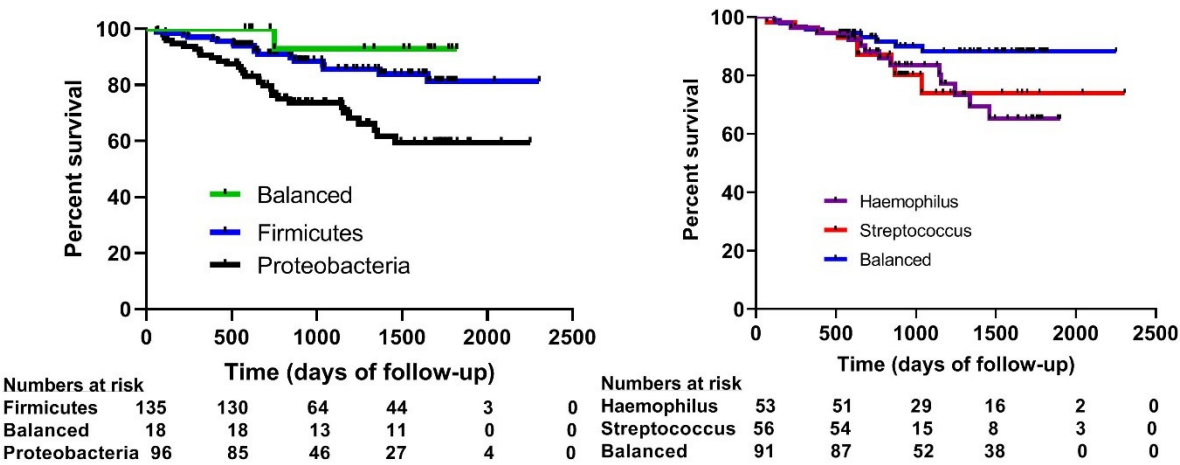 Percent survival
100
80
60
40
20
0
Balanced
Firmicutes
Proteobacteria
0 500 1000 1500 2000 2500
Time (days of follow-up)
Numbers at risk
Firmicutes 135 130 64 44 3 0
Balanced 18 18 13 11 0 0
Proteobacteria 96 85 46 27 4 0
Percent survival
100
80
60
40
20
0
Haemophilus
Streptococcus
Balanced
0 500 1000 1500 2000 2500
Time (days of follow-up)
Numbers at risk
Haemophilus 53 51 29 16 2 0
Streptococcus 56 54 15 8 3 0
Balanced 91 87 52 38 0 0